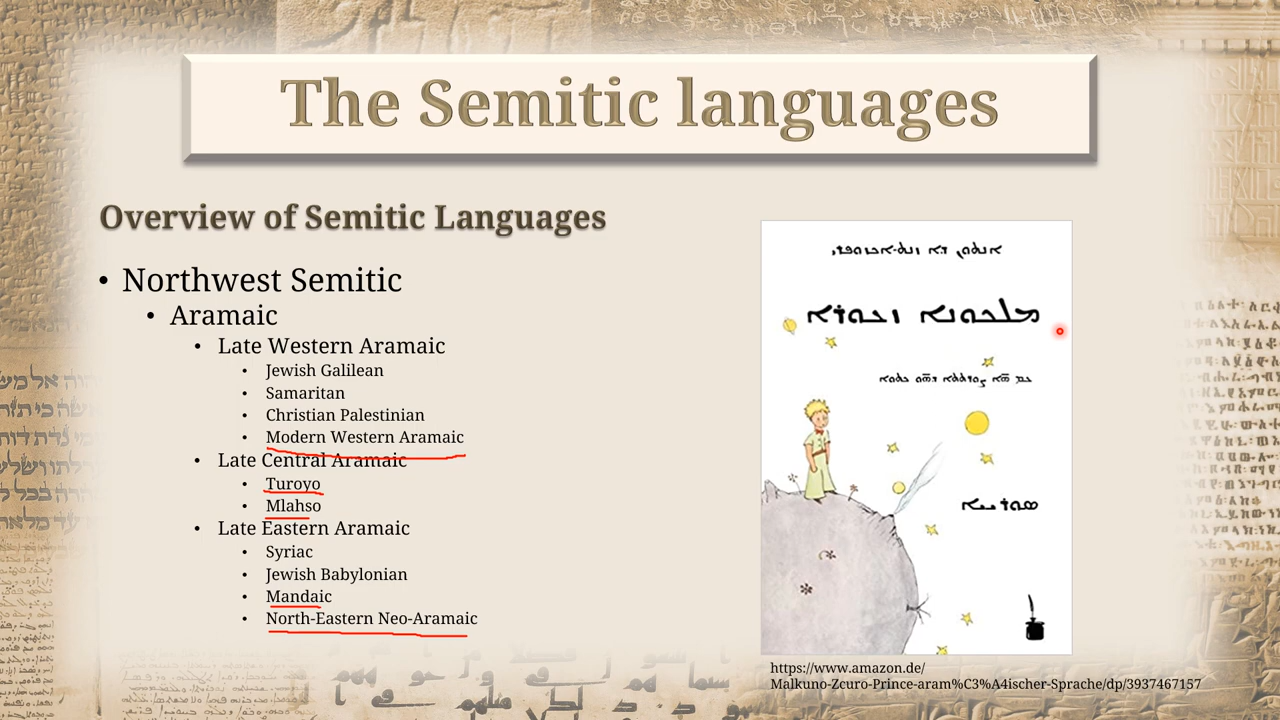 The Semitic languages
Overview of Semitic Languages
• Northwest Semitic
• Aramaic
• Late Western Aramaic
• Jewish Galilean
• Samaritan
• Christian Palestinian
• Modern Western Aramaic
• Late Central Aramaic
• Turoyo
• Mlahso
• Late Eastern Aramaic
• Syriac
• Jewish Babylonian
• Mandaic
• North-Eastern Neo-Aramaic
ܡܠܟܘܢܐ ܙܥܘܪܐ
https://www.amazon.de/
Malkuno-Zcuro-Prince-aram%C3%A4ischer-Sprache/dp/3937467157